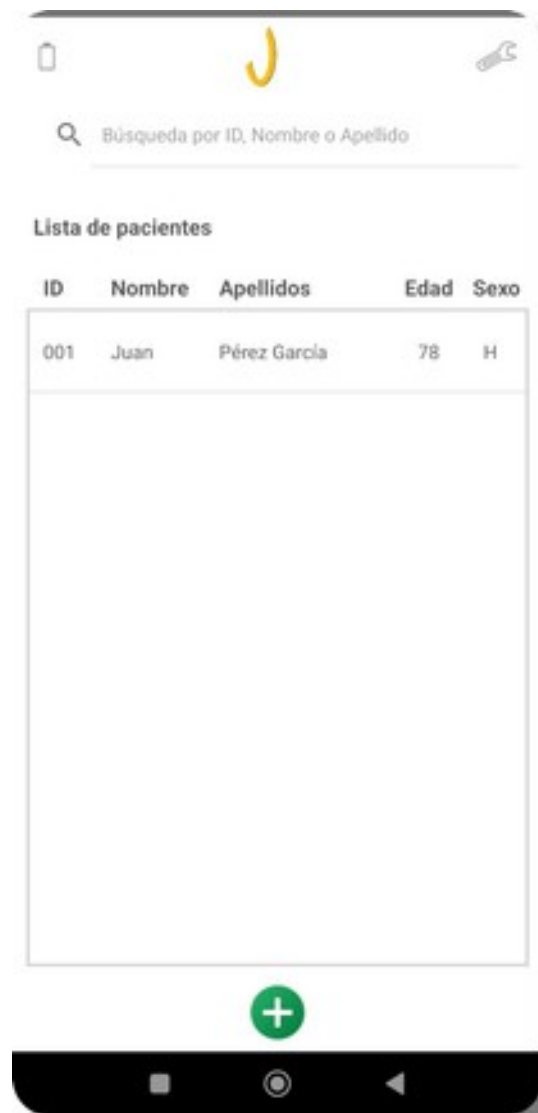 Búsqueda por ID, Nombre o Apellido
Lista de pacientes
ID Nombre Apellidos Edad Sexo
001 Juan Pérez García 78 H